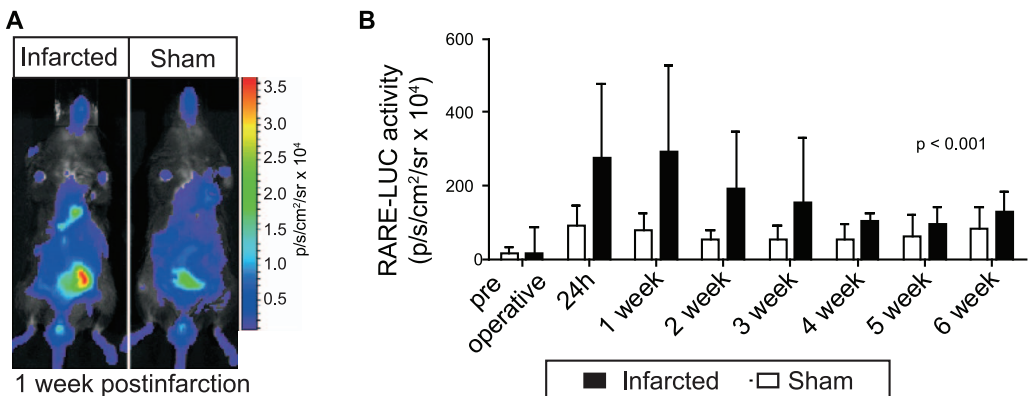 A
Infarcted Sham
3.5
3.0
2.5
2.0
1.5
1.0
0.5
p/s/cm²/sr x 10⁴
1 week postinfarction
B
RARE-LUC activity
(p/s/cm²/sr x 10⁴)
600
400
200
0
p < 0.001
pre
operative
24h
1 week
2 week
3 week
4 week
5 week
6 week
Infarcted Sham